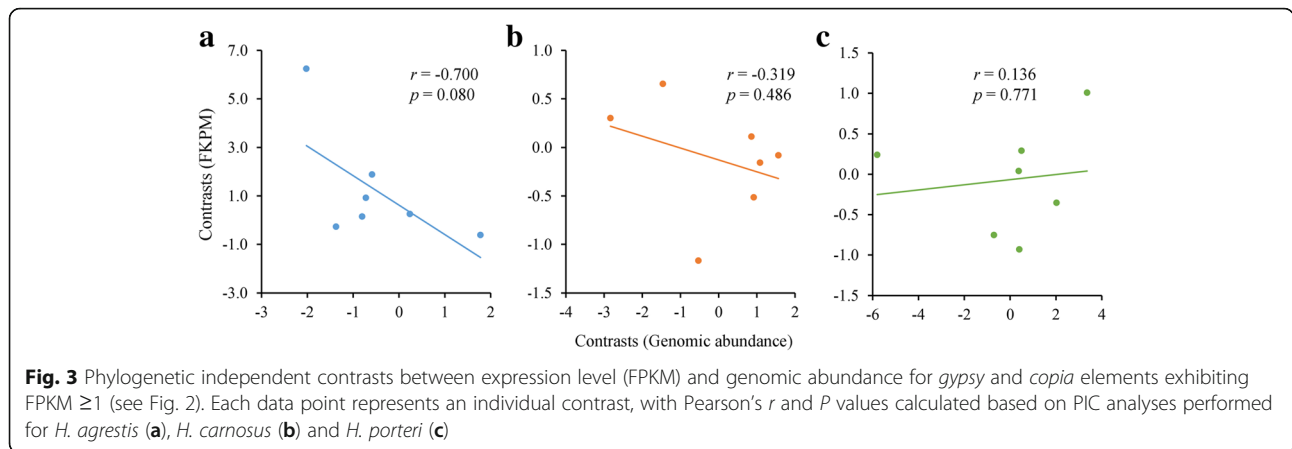 a
b
c
7.0
5.0
3.0
1.0
-1.0
-3.0
-3
-2
-1
0
1
2
Contrasts (FKPM)
r = -0.700
p = 0.080
1.0
0.5
0.0
-0.5
-1.0
-1.5
-3
-2
-1
0
1
2
r = -0.319
p = 0.486
1.5
1.0
0.5
0.0
-0.5
-1.0
-1.5
-6
-4
-2
0
2
4
r = 0.136
p = 0.771
Contrasts (Genomic abundance)
Fig. 3 Phylogenetic independent contrasts between expression level (FPKM) and genomic abundance for gypsy and copia elements exhibiting
FPKM ≥1 (see Fig. 2). Each data point represents an individual contrast, with Pearson's r and P values calculated based on PIC analyses performed
for H. agrestis (a), H. carnosus (b) and H. porteri (c)